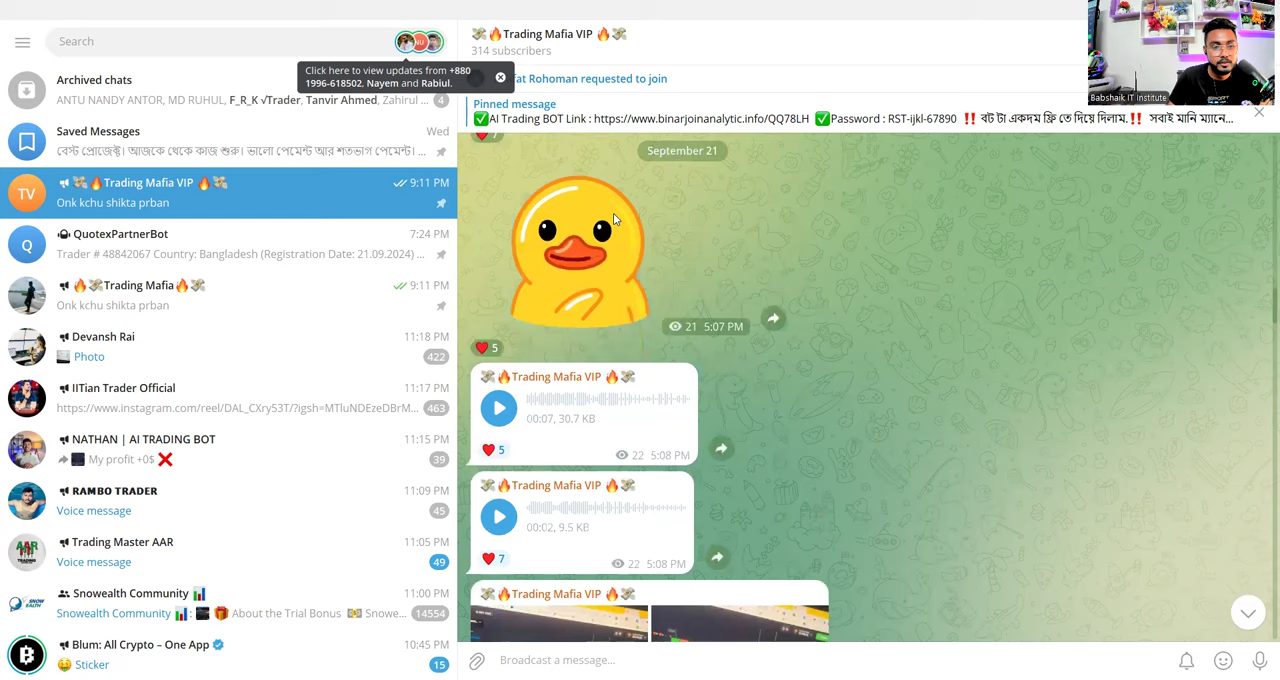 Search
Click here to view updates from +880
1996-618502, Nayem and Rabiul.
Archived chats
ANTU NANDY ANTOR, MD RUHUL, F_R_K √Trader, Tanvir Ahmed, Zahirul ...
4
Saved Messages
Wed
বেস্ট প্রোজেক্ট। আজকে থেকে কাজ শুরু। ভালো পেমেন্ট আর শতভাগ পেমেন্ট। ...
TV
💸🔥Trading Mafia VIP 🔥💸
9:11 PM
Onk kchu shikta prban
Q
QuotexPartnerBot
7:24 PM
Trader # 48842067 Country: Bangladesh (Registration Date: 21.09.2024) ...
🔥💸Trading Mafia🔥💸
9:11 PM
Onk kchu shikta prban
Devansh Rai
11:18 PM
Photo
422
IITian Trader Official
11:17 PM
https://www.instagram.com/reel/DAL_CXry53T/?igsh=MTluNDEzeDBrM...
463
NATHAN | AI TRADING BOT
11:15 PM
My profit +0$ ❌
39
RAMBO TRADER
11:09 PM
Voice message
45
Trading Master AAR
11:05 PM
Voice message
49
Snowealth Community 📊
11:00 PM
Snowealth Community 📊: 🎁 About the Trial Bonus 💵 Snowe...
14554
Blum: All Crypto – One App
10:45 PM
🤑 Sticker
15
💸🔥Trading Mafia VIP 🔥💸
314 subscribers
fat Rohoman requested to join
Pinned message
✅AI Trading BOT Link : https://www.binarjoinanalytic.info/QQ78LH ✅Password : RST-ijkl-67890 ‼️ বট টা একদম ফ্রি তে দিয়ে দিলাম.‼️ সবাই মানি ম্যানে...
7
September 21
21 5:07 PM
❤️ 5
💸🔥Trading Mafia VIP 🔥💸
00:07, 30.7 KB
❤️ 5
22 5:08 PM
💸🔥Trading Mafia VIP 🔥💸
00:02, 9.5 KB
❤️ 7
22 5:08 PM
💸🔥Trading Mafia VIP 🔥💸
Broadcast a message...
Babshaik IT Institute